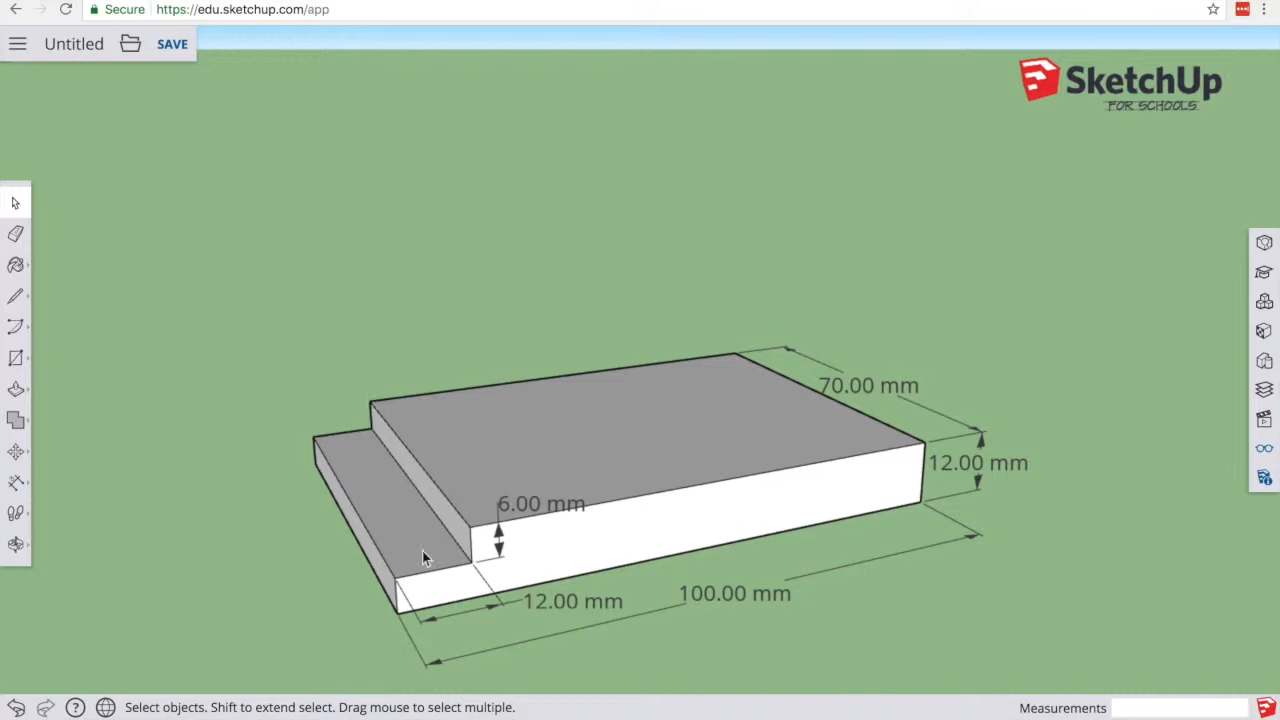 Secure https://edu.sketchup.com/app
Untitled SAVE
SketchUp
FOR SCHOOLS
70.00 mm
12.00 mm
6.00 mm
12.00 mm
100.00 mm
Select objects. Shift to extend select. Drag mouse to select multiple.
Measurements